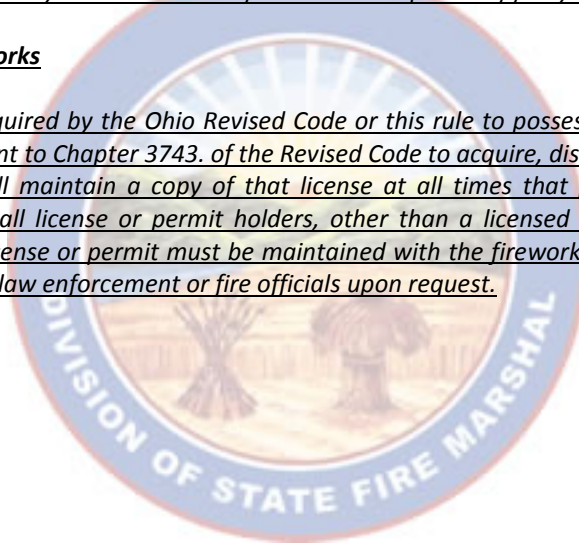 orks
quired by the Ohio Revised Code or this rule to posses
nt to Chapter 3743. of the Revised Code to acquire, dis
ll maintain a copy of that license at all times that
all license or permit holders, other than a licensed
ense or permit must be maintained with the firework
law enforcement or fire officials upon request.
DIVISION OF STATE FIRE MARSHAL